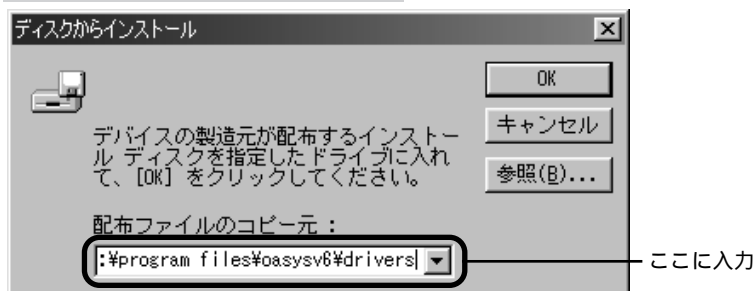 ディスクからインストール
OK
キャンセル
参照(B)...
デバイスの製造元が配布するインストー
ル ディスクを指定したドライブに入れ
て、[OK] をクリックしてください。
配布ファイルのコピー元:
:¥program files¥oasysv6¥drivers
ここに入力